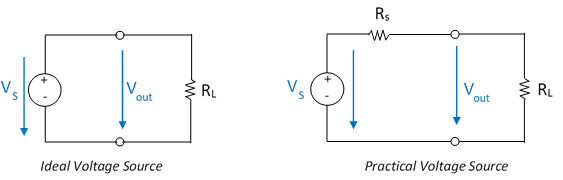 Rs
Vs
+
-
Vout
RL
Vs
+
-
Vout
RL
Ideal Voltage Source
Practical Voltage Source